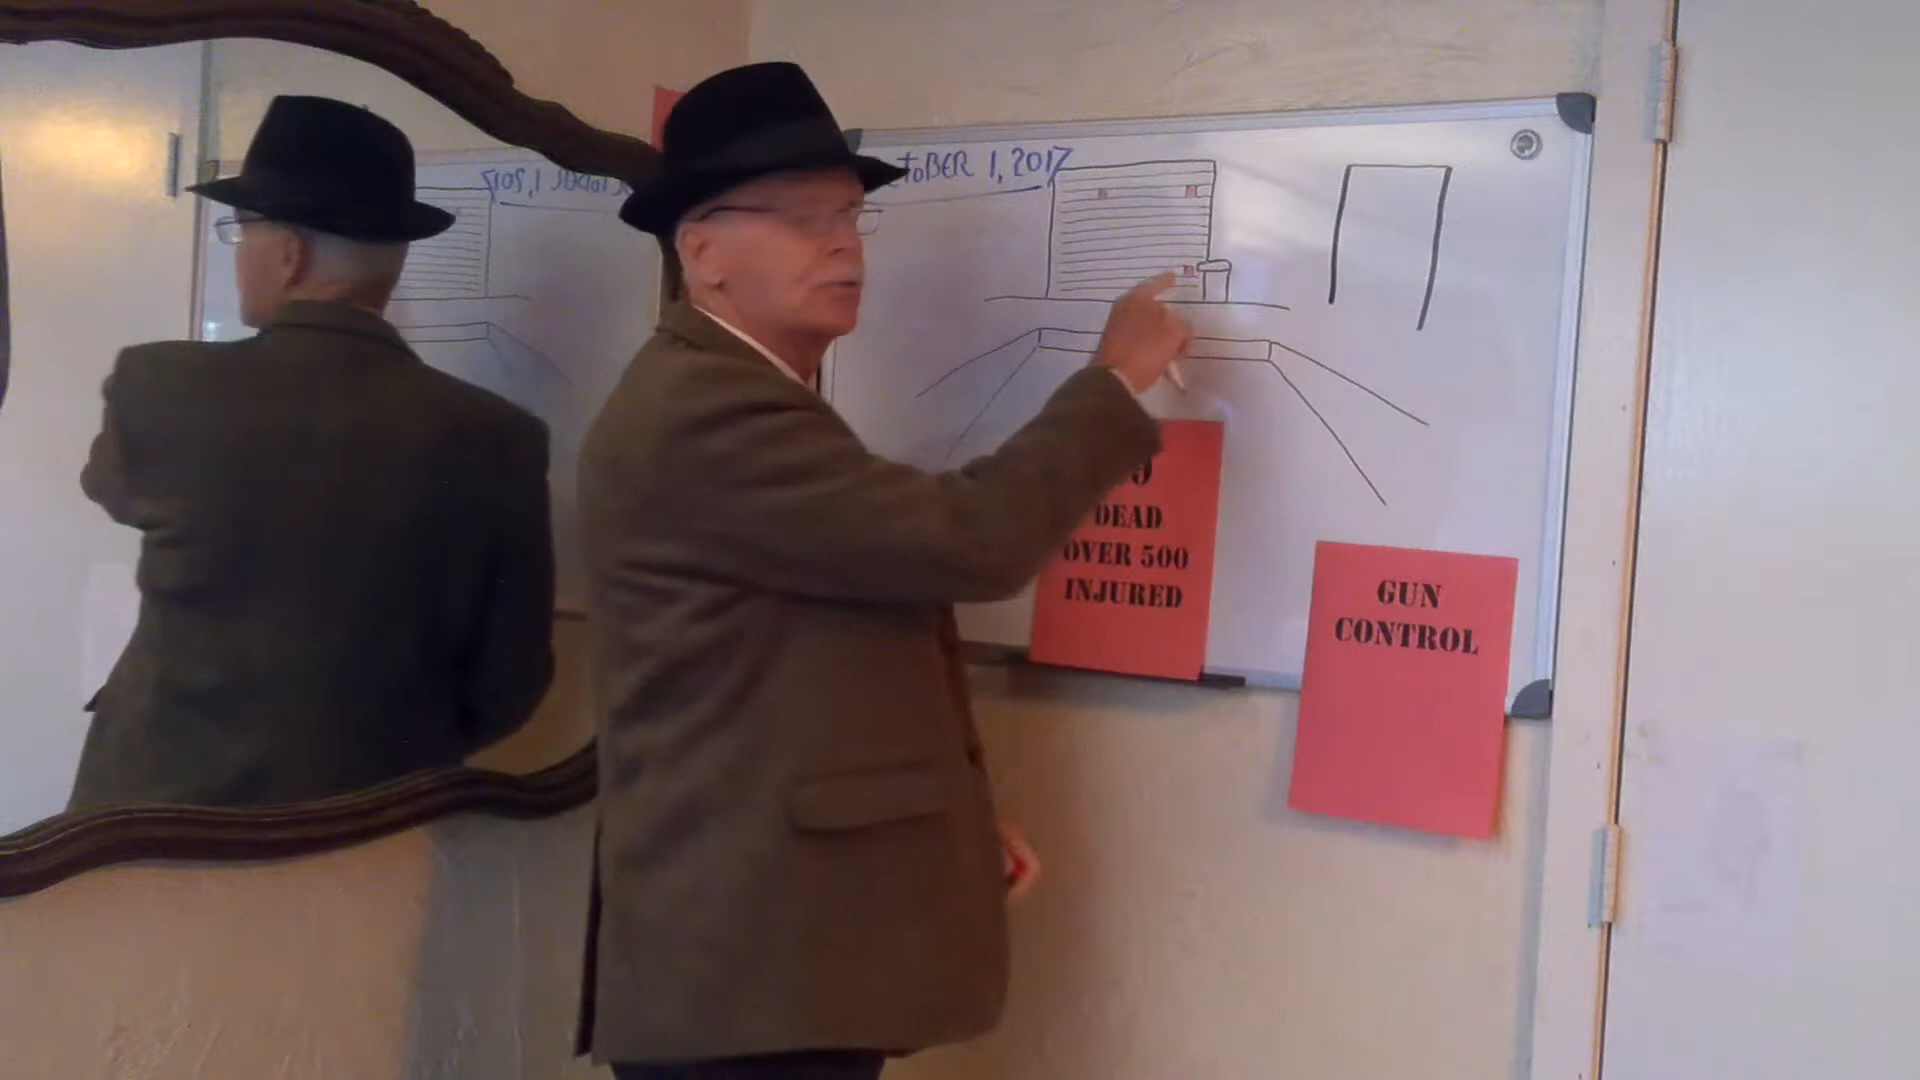 toBER 1, 2017
DEAD
OVER 500
INJURED
GUN
CONTROL